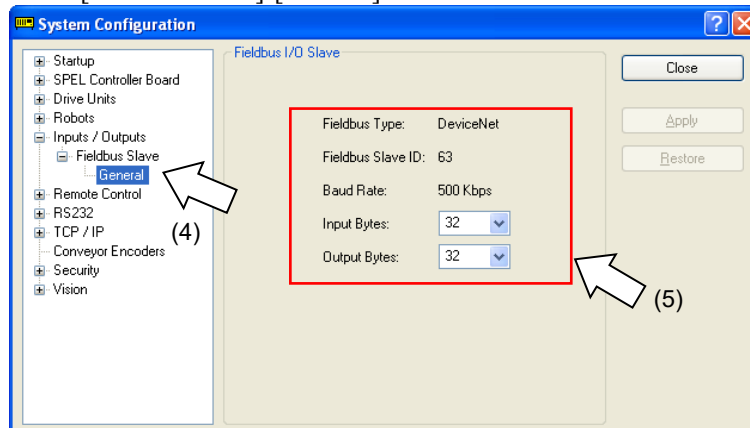 System Configuration
Startup
SPEL Controller Board
Drive Units
Robots
Inputs / Outputs
Fieldbus Slave
General
Remote Control
RS232
TCP / IP
Conveyor Encoders
Security
Vision
(4)
Fieldbus I/O Slave
Fieldbus Type: DeviceNet
Fieldbus Slave ID: 63
Baud Rate: 500 Kbps
Input Bytes: 32
Output Bytes: 32
(5)
Close
Apply
Restore